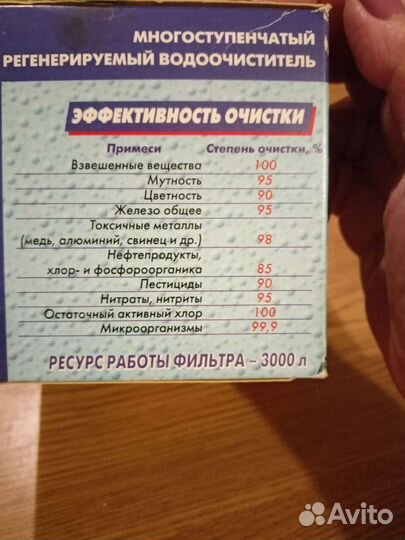 МНОГОСТУПЕНЧАТЫЙ
РЕГЕНЕРИРУЕМЫЙ ВОДООЧИСТИТЕЛЬ
ЭФФЕКТИВНОСТЬ ОЧИСТКИ
Примеси Степень очистки, %
Взвешенные вещества 100
Мутность 95
Цветность 90
Железо общее 95
Токсичные металлы
(медь, алюминий, свинец и др.) 98
Нефтепродукты,
хлор- и фосфороорганика 85
Пестициды 90
Нитраты, нитриты 95
Остаточный активный хлор 100
Микроорганизмы 99,9
РЕСУРС РАБОТЫ ФИЛЬТРА – 3000 л
Avito